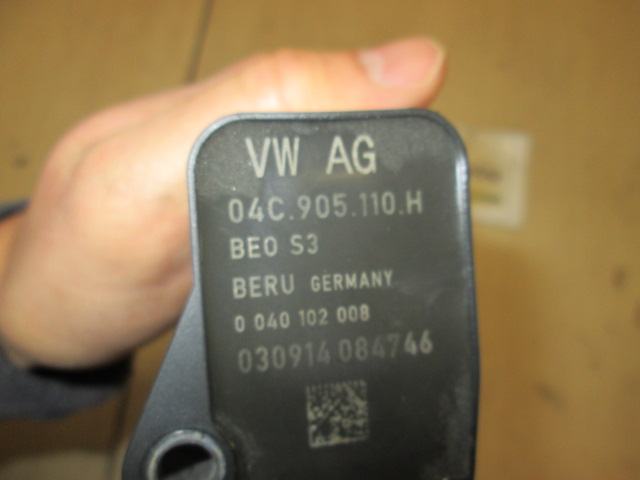 VW AG
04C.905.110.H
BEO S3
BERU GERMANY
0 040 102 008
030914 084746